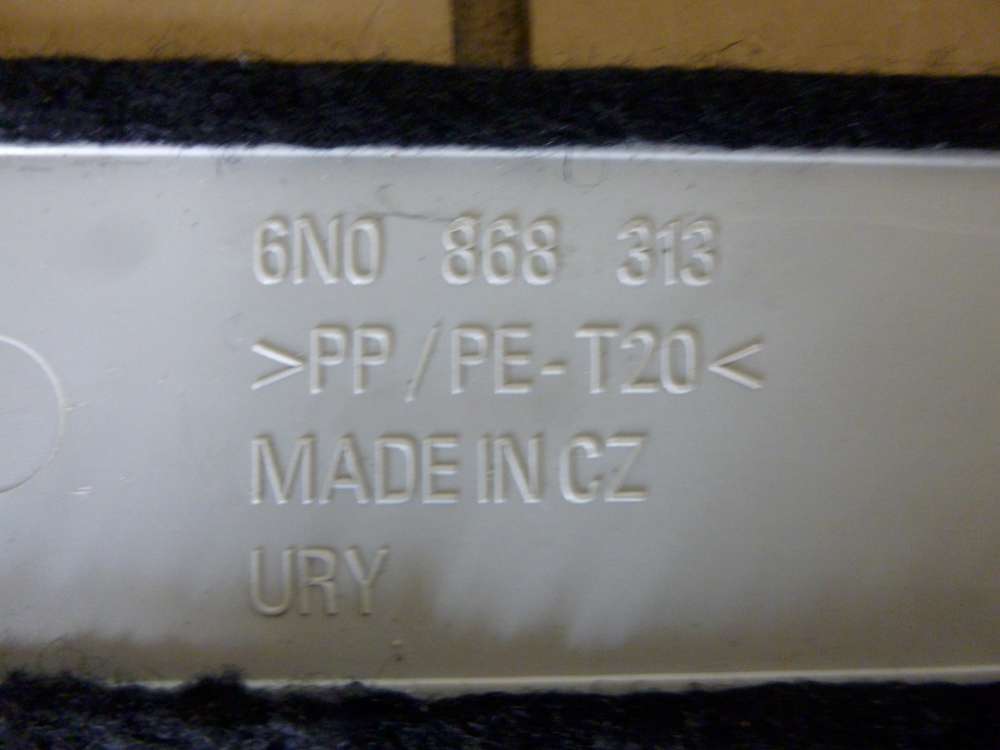 6N0 868 313
>PP/PE-T20<
MADE IN CZ
URY